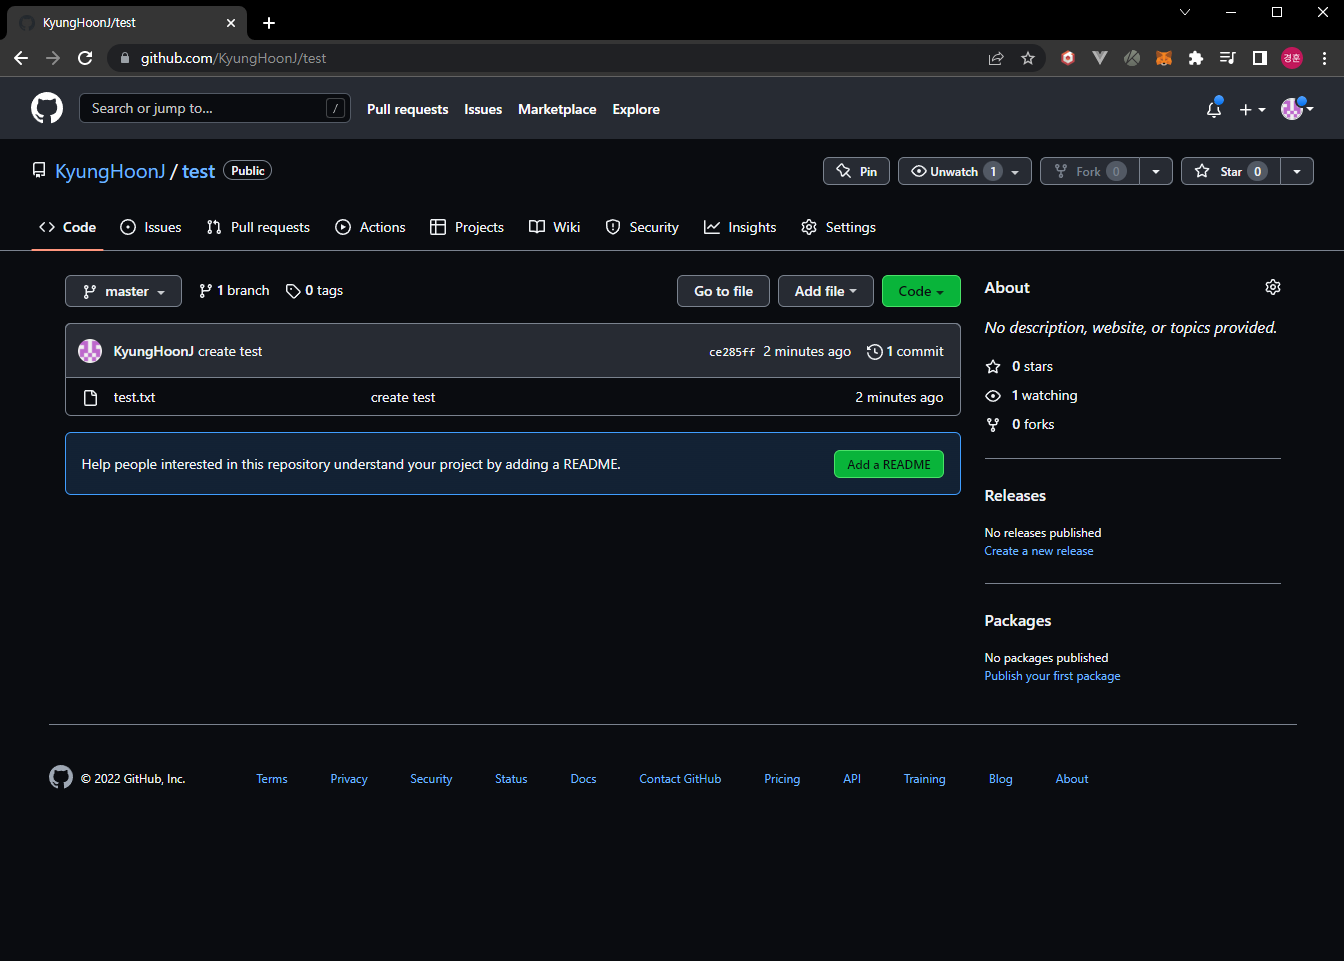 KyungHoonJ/test
github.com/KyungHoonJ/test
경훈
Search or jump to... /
Pull requests Issues Marketplace Explore
KyungHoonJ / test Public
Pin Unwatch 1 Fork 0 Star 0
Code Issues Pull requests Actions Projects Wiki Security Insights Settings
master 1 branch 0 tags Go to file Add file Code
KyungHoonJ create test ce285ff 2 minutes ago 1 commit
test.txt create test 2 minutes ago
Help people interested in this repository understand your project by adding a README. Add a README
About
No description, website, or topics provided.
0 stars
1 watching
0 forks
Releases
No releases published
Create a new release
Packages
No packages published
Publish your first package
© 2022 GitHub, Inc. Terms Privacy Security Status Docs Contact GitHub Pricing API Training Blog About